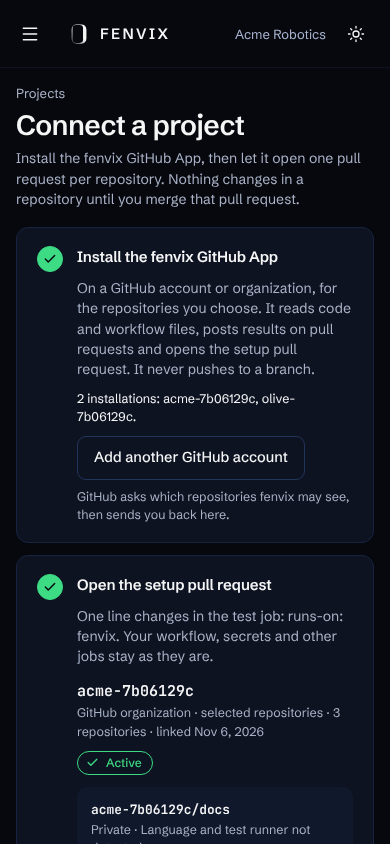 FENVIX
Acme Robotics
Projects
Connect a project
Install the fenvix GitHub App, then let it open one pull
request per repository. Nothing changes in a
repository until you merge that pull request.
Install the fenvix GitHub App
On a GitHub account or organization, for
the repositories you choose. It reads code
and workflow files, posts results on pull
requests and opens the setup pull
request. It never pushes to a branch.
2 installations: acme-7b06129c, olive-
7b06129c.
Add another GitHub account
GitHub asks which repositories fenvix may see,
then sends you back here.
Open the setup pull request
One line changes in the test job: runs-on:
fenvix. Your workflow, secrets and other
jobs stay as they are.
acme-7b06129c
GitHub organization · selected repositories · 3
repositories · linked Nov 6, 2026
Active
acme-7b06129c/docs
Private · Language and test runner not